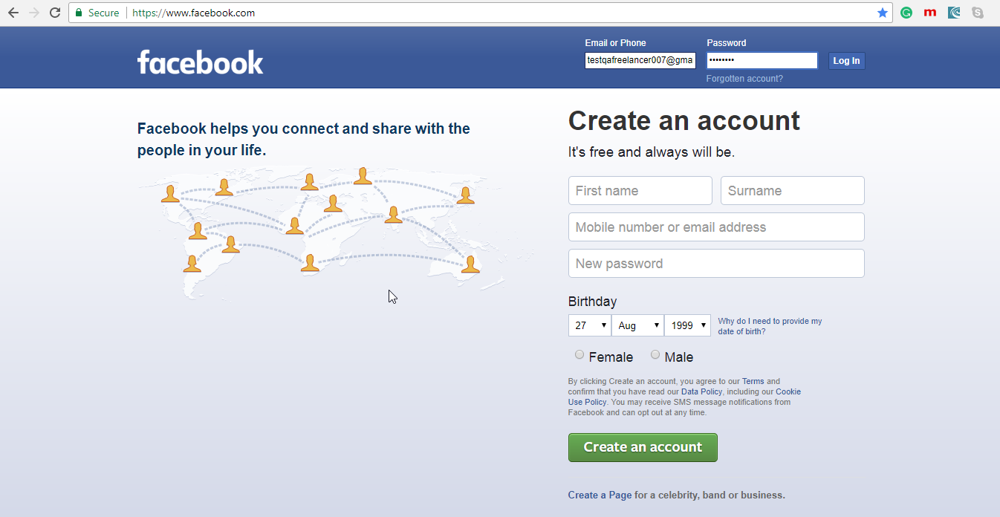 Secure
https://www.facebook.com
facebook
Email or Phone
Password
testqafreelancer007@gma
••••••••
Log In
Forgotten account?
Facebook helps you connect and share with the
people in your life.
Create an account
It's free and always will be.
First name
Surname
Mobile number or email address
New password
Birthday
27
Aug
1999
Why do I need to provide my
date of birth?
Female
Male
By clicking Create an account, you agree to our Terms and
confirm that you have read our Data Policy, including our Cookie
Use Policy. You may receive SMS message notifications from
Facebook and can opt out at any time.
Create an account
Create a Page for a celebrity, band or business.